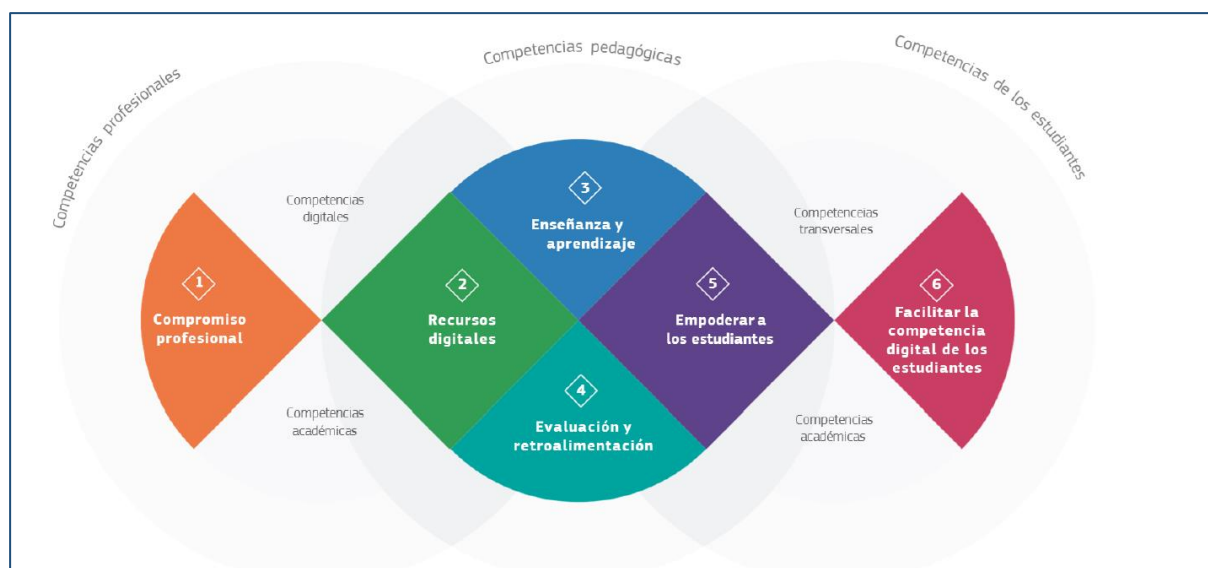 Competencias profesionales
Competencias pedagógicas
Competencias de los estudiantes
1
Compromiso
profesional
Competencias
digitales
Competencias
académicas
2
Recursos
digitales
3
Enseñanza y
aprendizaje
4
Evaluación y
retroalimentación
5
Empoderar a
los estudiantes
Competenceias
transversales
Competencias
académicas
6
Facilitar la
competencia
digital de los
estudiantes